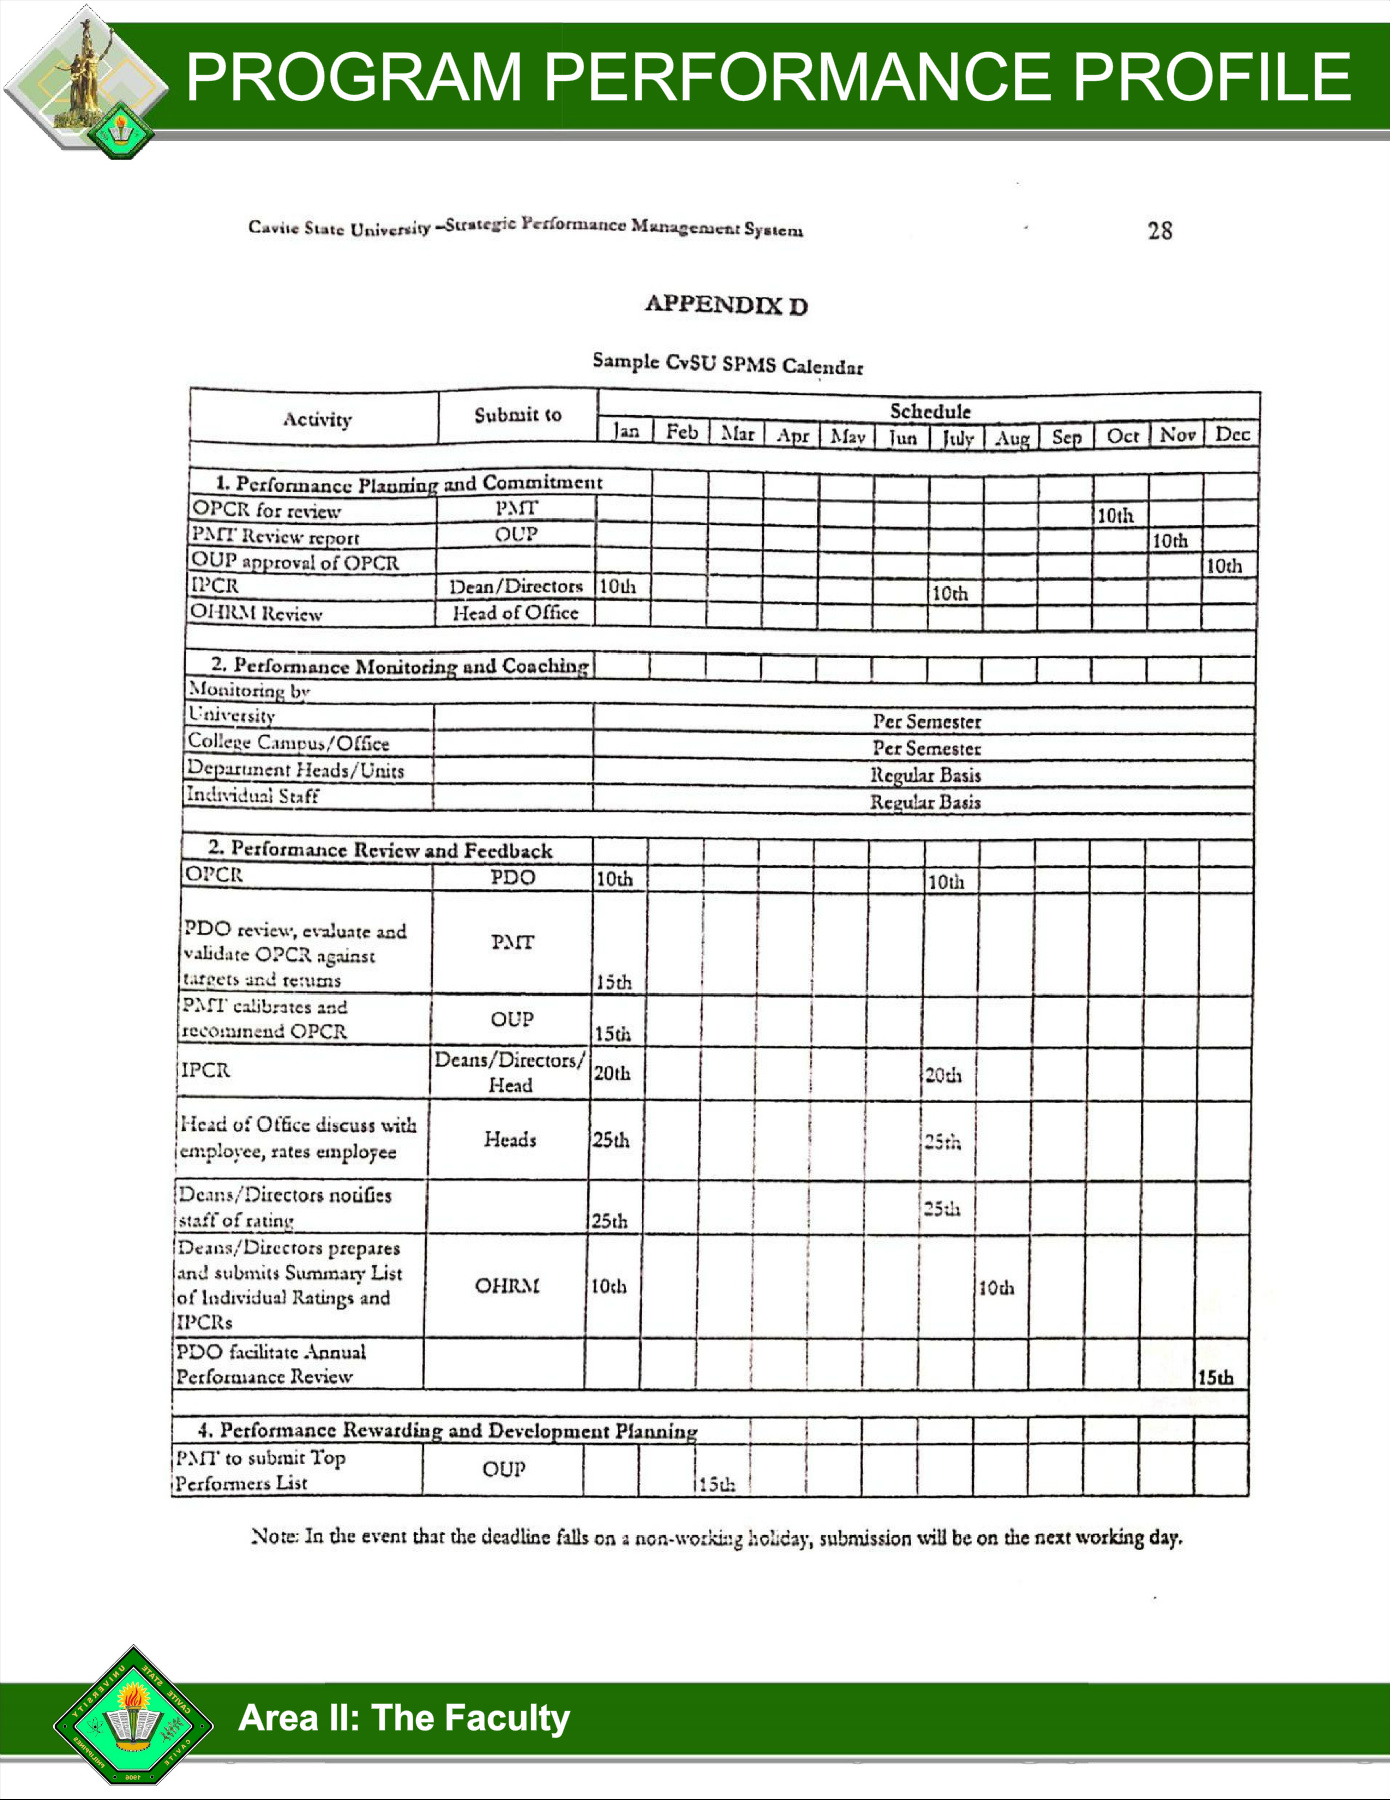 PROGRAM PERFORMANCE PROFILE
Cavite State University –Strategic Performance Management System 28
APPENDIX D
Sample CvSU SPMS Calendar
Activity Submit to Schedule
Jan Feb Mar Apr May Jun July Aug Sep Oct Nov Dec
1. Performance Planning and Commitment
OPCR for review PMT 10th
PMT Review report OUP 10th
OUP approval of OPCR 10th
IPCR Dean/Directors 10th 10th
OHRM Review Head of Office
2. Performance Monitoring and Coaching
Monitoring by
University Per Semester
College Campus/Office Per Semester
Department Heads/Units Regular Basis
Individual Staff Regular Basis
2. Performance Review and Feedback
OPCR PDO 10th 10th
PDO review, evaluate and
validate OPCR against PMT
targets and returns 15th
PMT calibrates and
recommend OPCR OUP 15th
IPCR Deans/Directors/
Head 20th 20th
Head of Office discuss with
employee, rates employee Heads 25th 25th
Deans/Directors notifies
staff of rating 25th 25th
Deans/Directors prepares
and submits Summary List OHRM 10th 10th
of Individual Ratings and
IPCRs
PDO facilitate Annual
Performance Review 15th
4. Performance Rewarding and Development Planning
PMT to submit Top
Performers List OUP 15th
Note: In the event that the deadline falls on a non-working holiday, submission will be on the next working day.
Area II: The Faculty